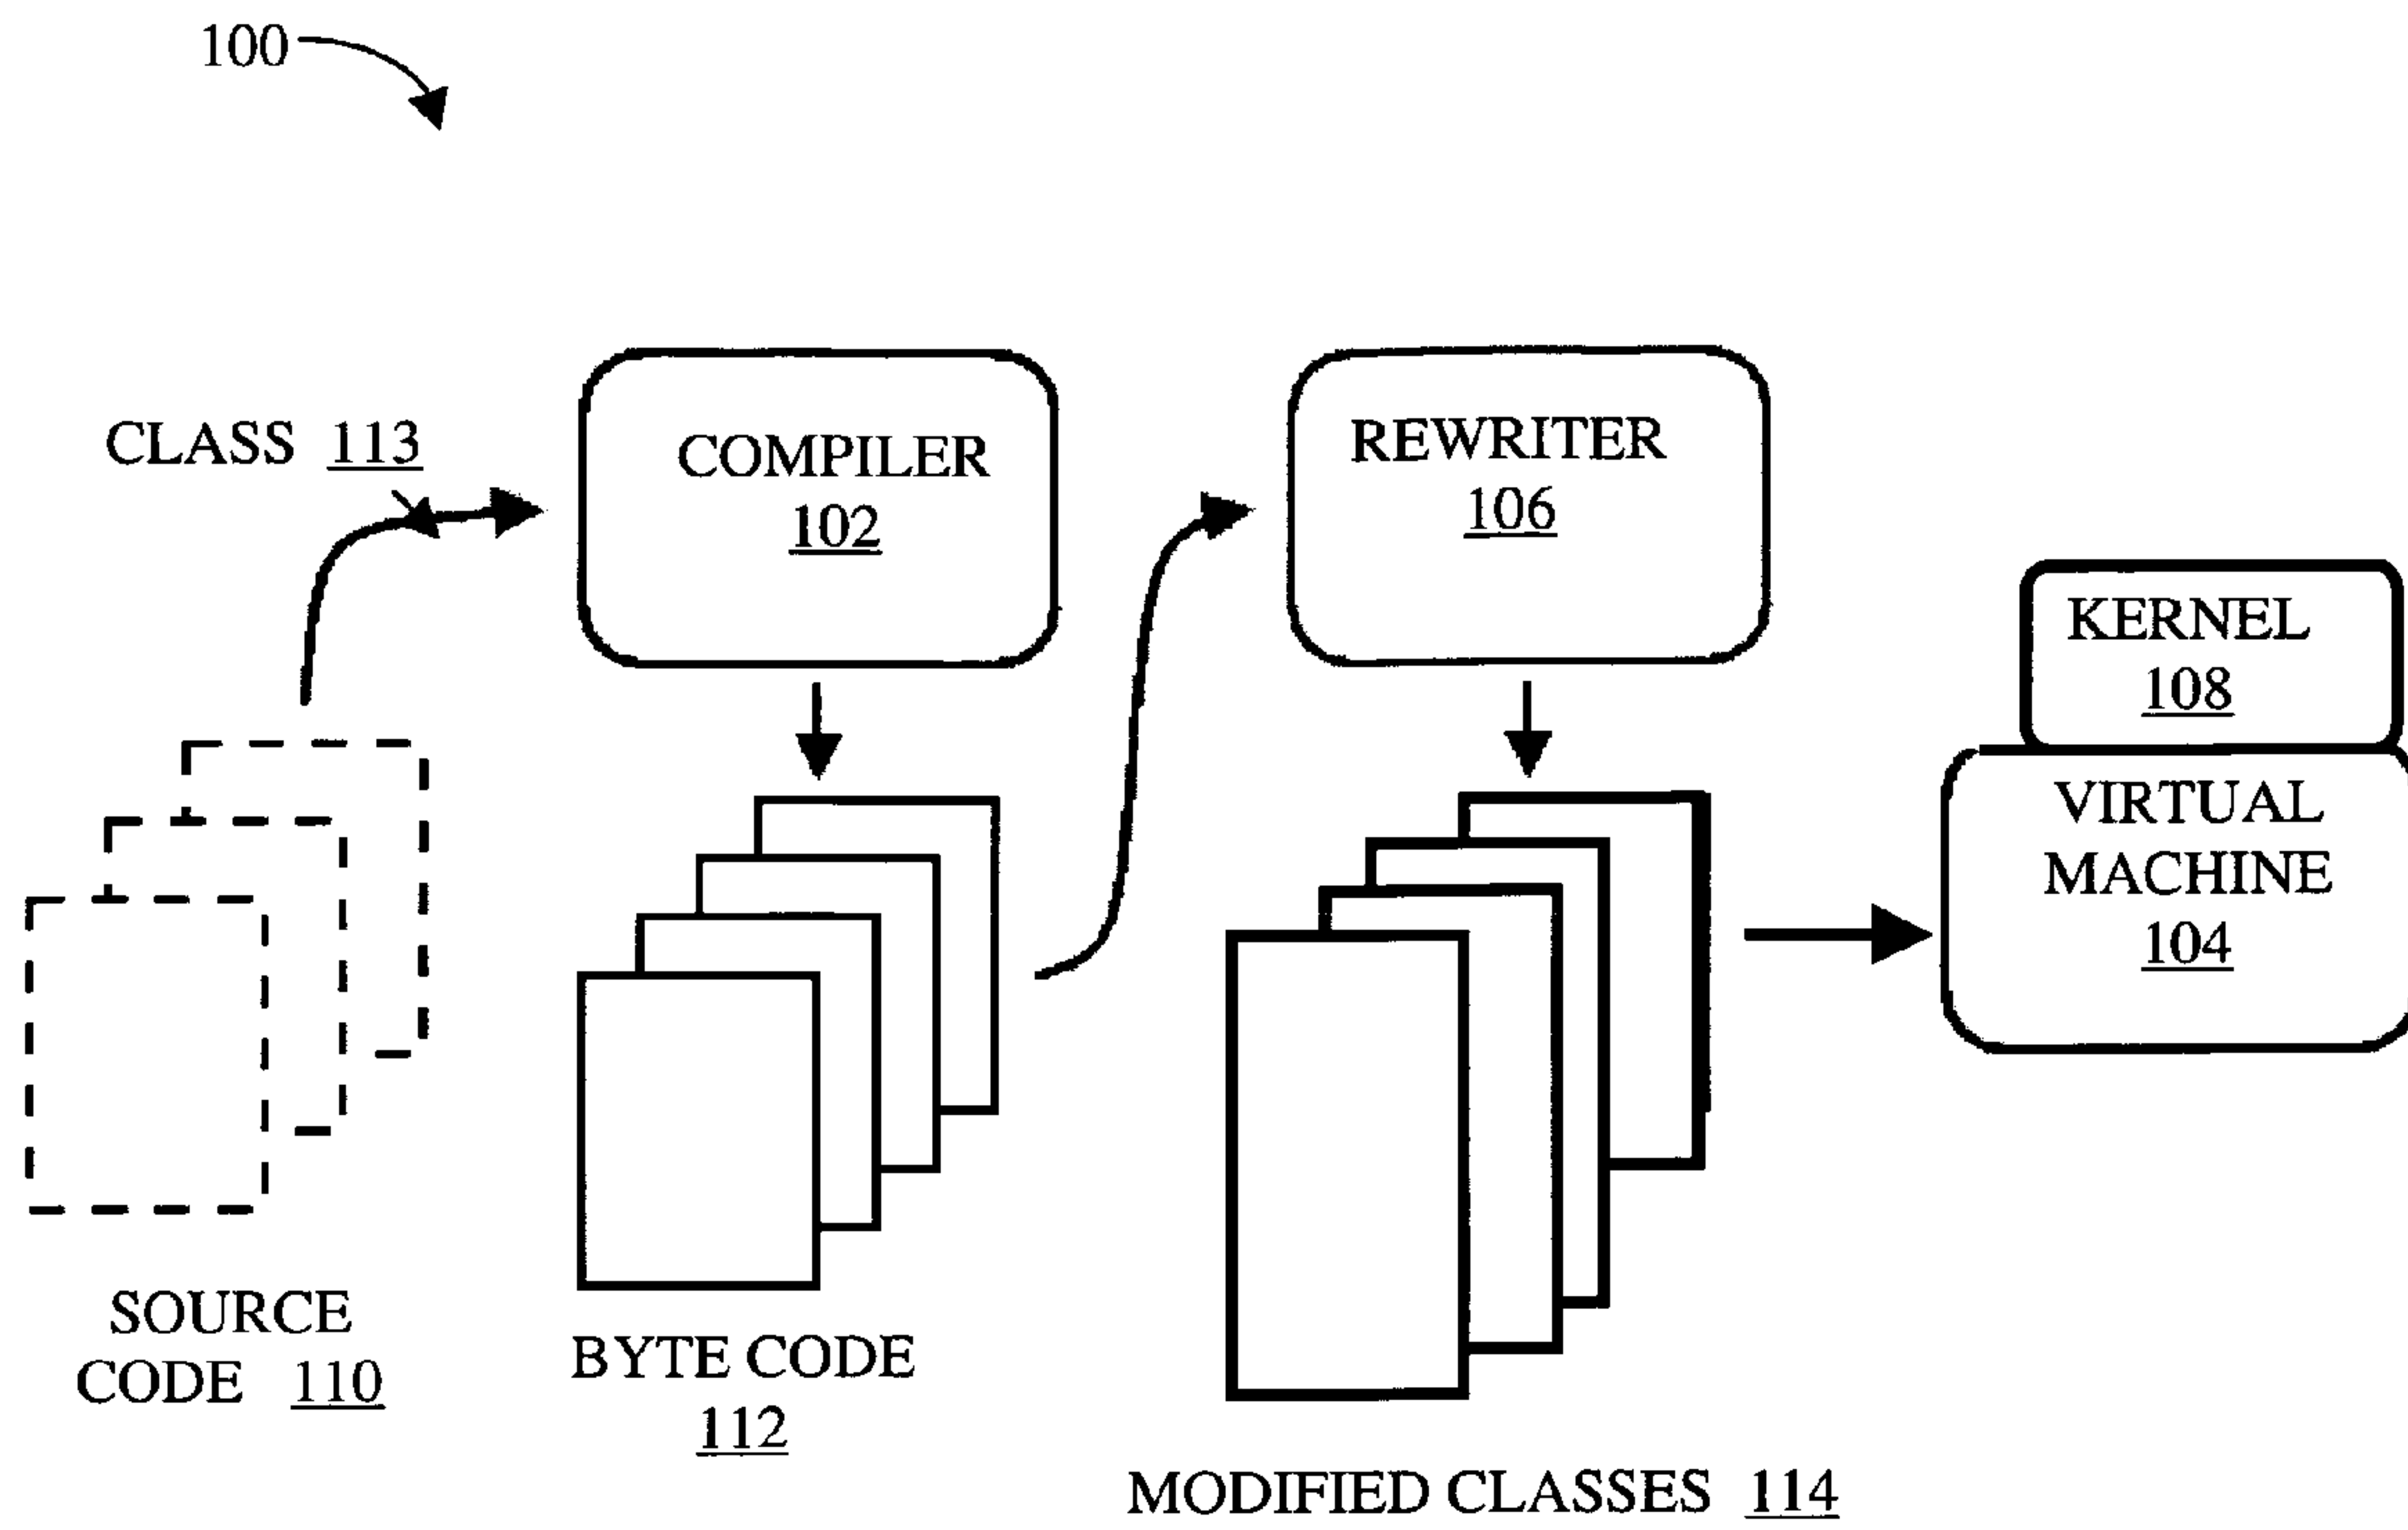 100
CLASS 113
COMPILER
102
REWRITER
106
KERNEL
108
VIRTUAL
MACHINE
104
SOURCE
CODE 110
BYTE CODE
112
MODIFIED CLASSES 114